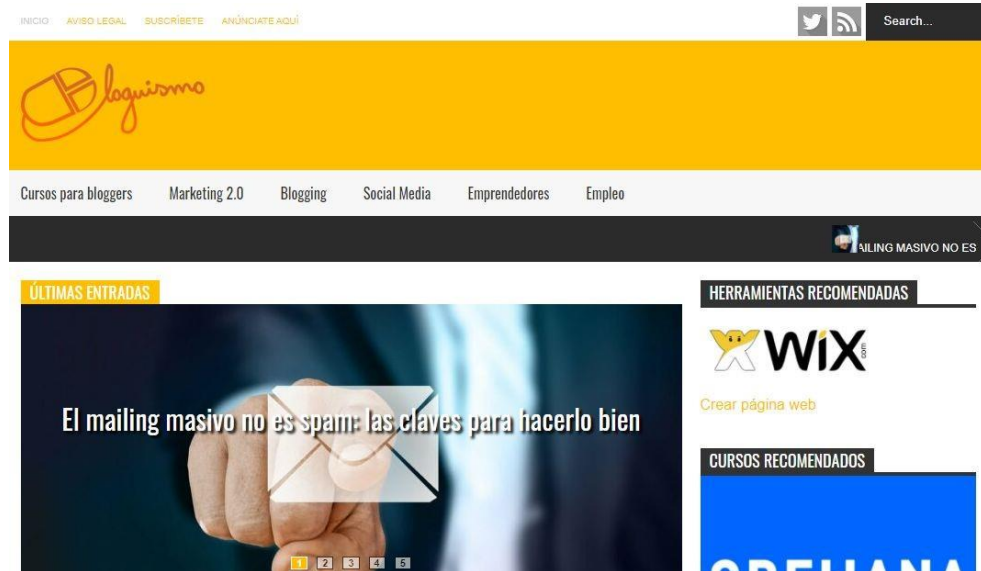 INICIO AVISO LEGAL SUSCRÍBETE ANÚNCIATE AQUÍ
Search...
Bloguismo
Cursos para bloggers Marketing 2.0 Blogging Social Media Emprendedores Empleo
AILING MASIVO NO ES
ÚLTIMAS ENTRADAS
El mailing masivo no es spam: las claves para hacerlo bien
1 2 3 4 5
HERRAMIENTAS RECOMENDADAS
WiX.com
Crear página web
CURSOS RECOMENDADOS